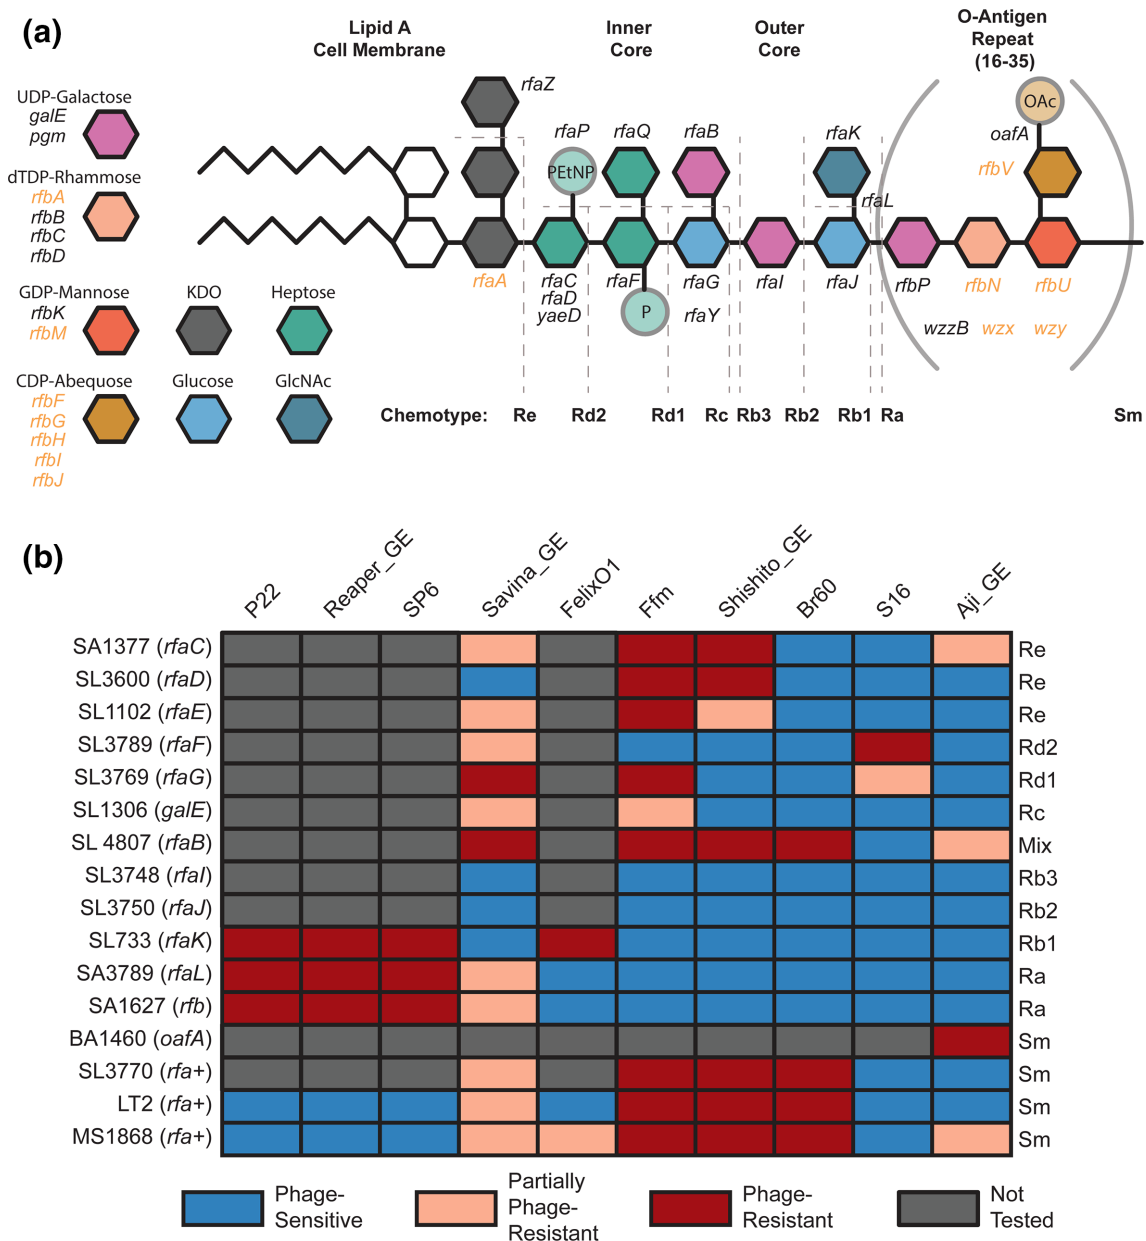 (a)
Lipid A
Cell Membrane
Inner
Core
Outer
Core
O-Antigen
Repeat
(16-35)
UDP-Galactose
galE
pgm
dTDP-Rhammose
rfbA
rfbB
rfbC
rfbD
GDP-Mannose
rfbK
rfbM
KDO
Heptose
CDP-Abequose
rfbF
rfbG
rfbH
rfbI
rfbJ
Glucose
GlcNAc
rfaZ
rfaP
rfaQ
rfaB
rfaK
OAc
oafA
rfbV
PEtNP
rfaL
rfaA
rfaC
rfaD
yaeD
rfaF
P
rfaG
rfaY
rfaI
rfaJ
rfbP
rfbN
rfbU
wzzB
wzx
wzy
Chemotype: Re Rd2 Rd1 Rc Rb3 Rb2 Rb1 Ra Sm
(b)
P22 Reaper_GE SP6 Savina_GE FelixO1 Ffm Shishito_GE Br60 S16 Aji_GE
SA1377 (rfaC) Re
SL3600 (rfaD) Re
SL1102 (rfaE) Re
SL3789 (rfaF) Rd2
SL3769 (rfaG) Rd1
SL1306 (galE) Rc
SL 4807 (rfaB) Mix
SL3748 (rfaI) Rb3
SL3750 (rfaJ) Rb2
SL733 (rfaK) Rb1
SA3789 (rfaL) Ra
SA1627 (rfb) Ra
BA1460 (oafA) Sm
SL3770 (rfa+) Sm
LT2 (rfa+) Sm
MS1868 (rfa+) Sm
Phage-
Sensitive
Partially
Phage-
Resistant
Phage-
Resistant
Not
Tested